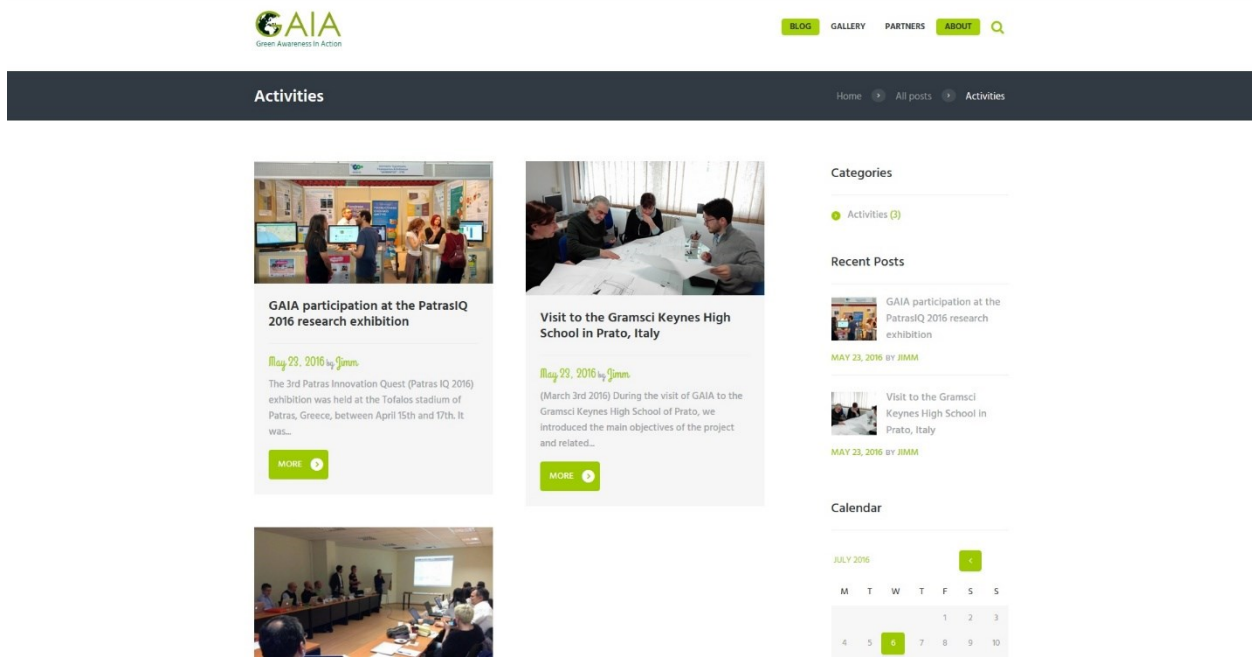 GAIA
Green Awareness In Action
BLOG GALLERY PARTNERS ABOUT
Activities
Home All posts Activities
GAIA participation at the PatrasIQ
2016 research exhibition
May 23, 2016 by Jimm
The 3rd Patras Innovation Quest (Patras IQ 2016)
exhibition was held at the Tofalos stadium of
Patras, Greece, between April 15th and 17th. It
was...
MORE
Visit to the Gramsci Keynes High
School in Prato, Italy
May 23, 2016 by Jimm
(March 3rd 2016) During the visit of GAIA to the
Gramsci Keynes High School of Prato, we
introduced the main objectives of the project
and related...
MORE
Categories
Activities (3)
Recent Posts
GAIA participation at the
PatrasIQ 2016 research
exhibition
MAY 23, 2016 BY JIMM
Visit to the Gramsci
Keynes High School in
Prato, Italy
MAY 23, 2016 BY JIMM
Calendar
JULY 2016 <
M T W T F S S
1 2 3
4 5 6 7 8 9 10